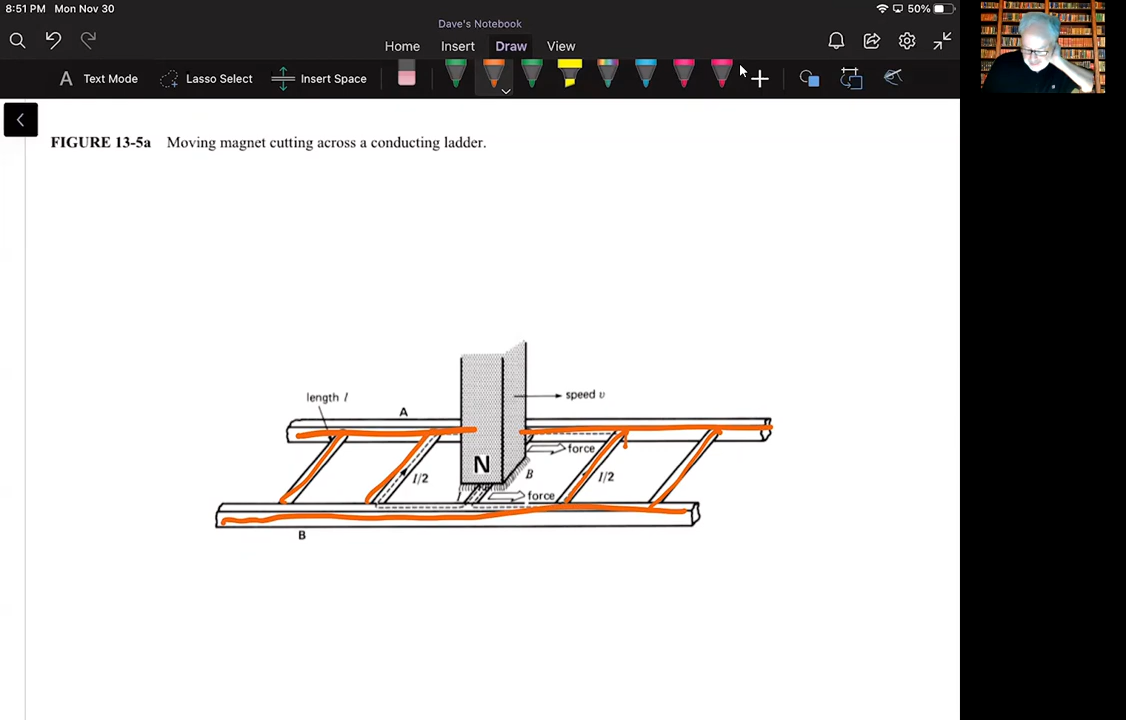 8:51 PM Mon Nov 30
50%
Dave's Notebook
Home Insert Draw View
Text Mode Lasso Select Insert Space
FIGURE 13-5a Moving magnet cutting across a conducting ladder.
length l
A
speed v
N
force
I/2
B
I/2
I
force
B